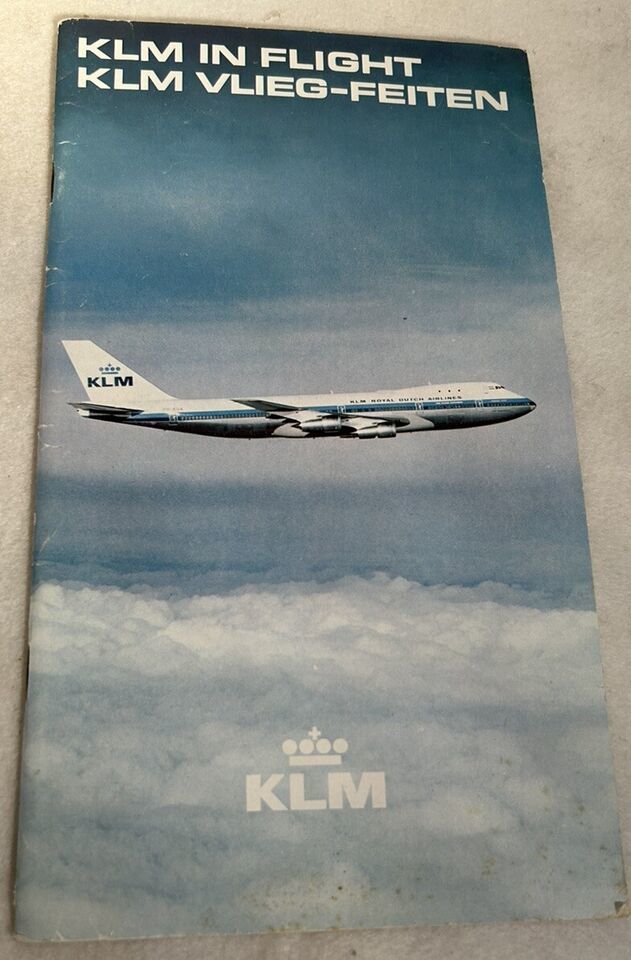 KLM IN FLIGHT
KLM VLIEG-FEITEN
KLM
KLM ROYAL DUTCH AIRLINES
KLM